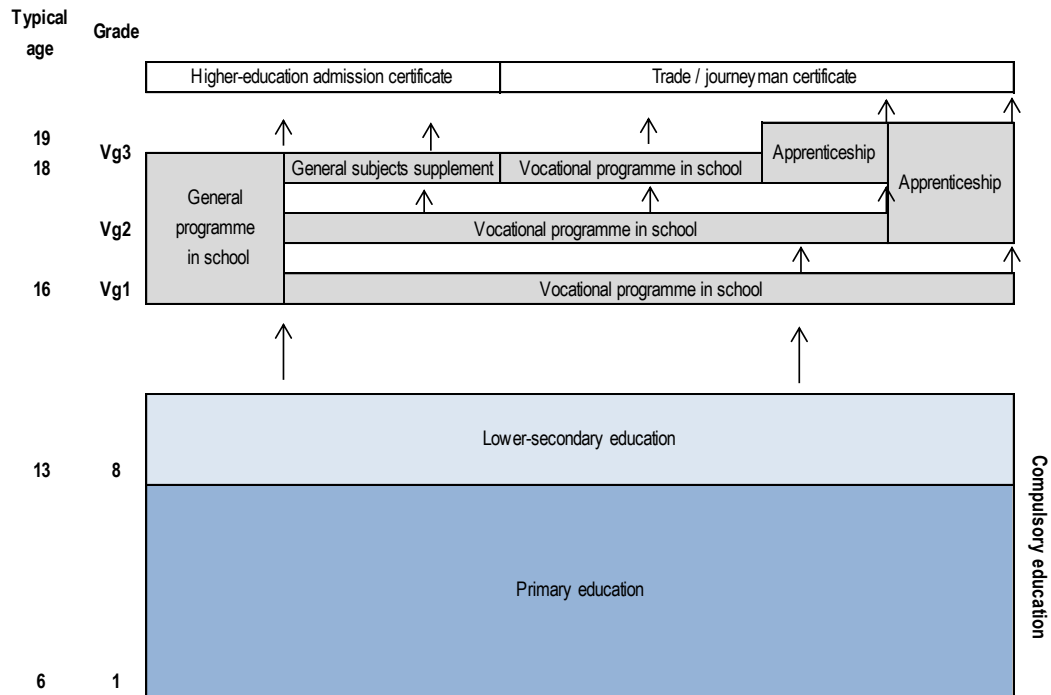 Typical
age
Grade
Higher-education admission certificate
Trade / journeyman certificate
19
18
Vg3
General subjects supplement
Vocational programme in school
Apprenticeship
Apprenticeship
General
programme
in school
Vg2
Vocational programme in school
16
Vg1
Vocational programme in school
Lower-secondary education
13
8
Compulsory education
Primary education
6
1